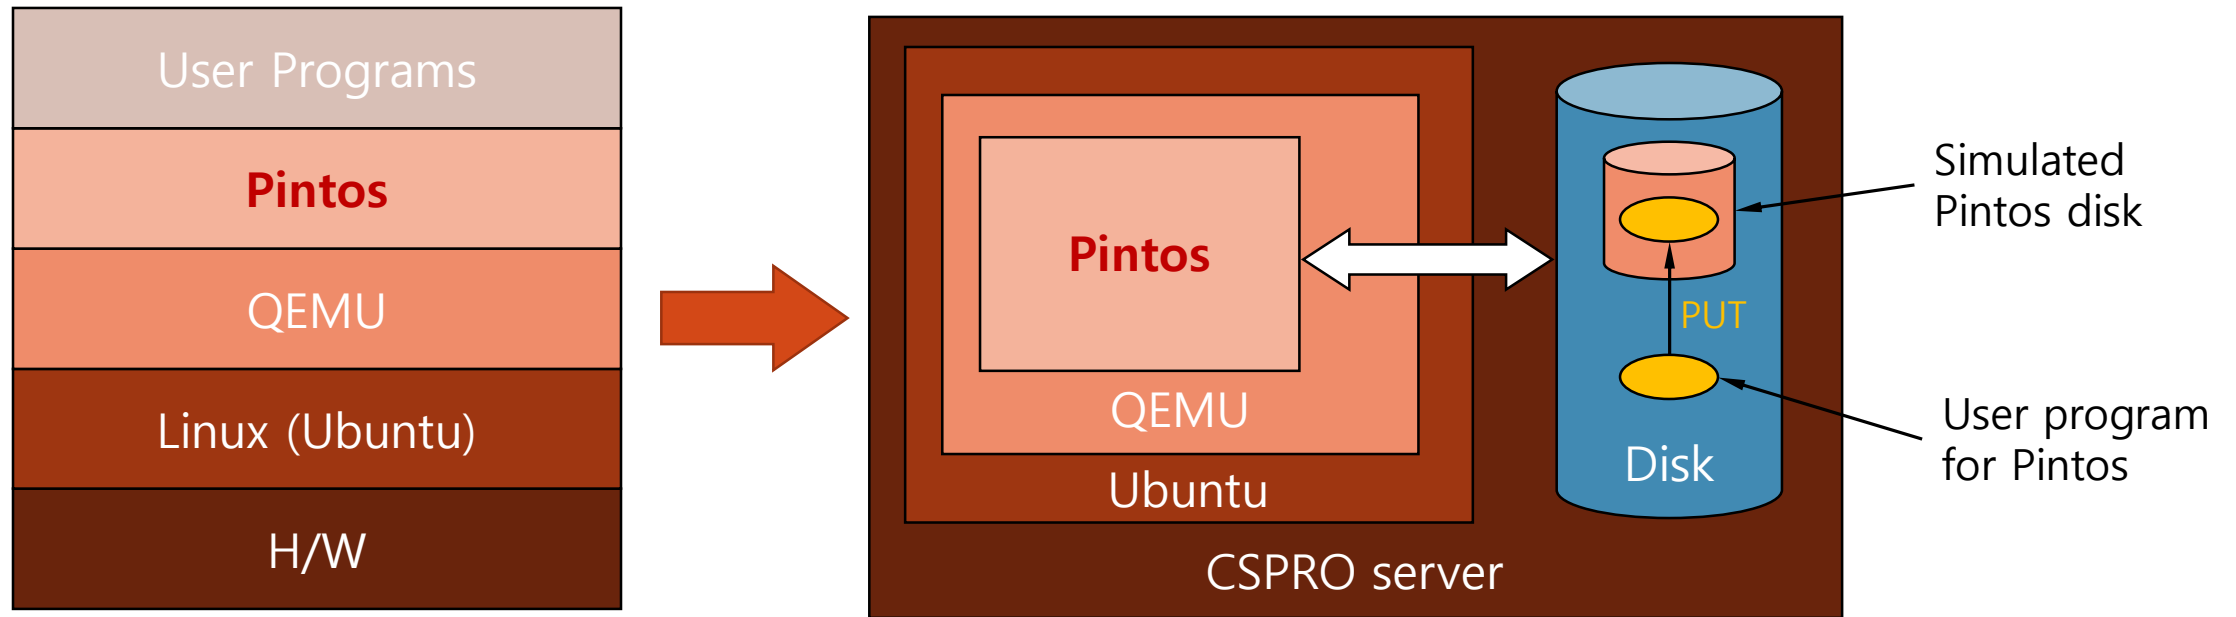 User Programs
Pintos
QEMU
Linux (Ubuntu)
H/W
Pintos
QEMU
Ubuntu
CSPRO server
PUT
Disk
Simulated
Pintos disk
User program
for Pintos